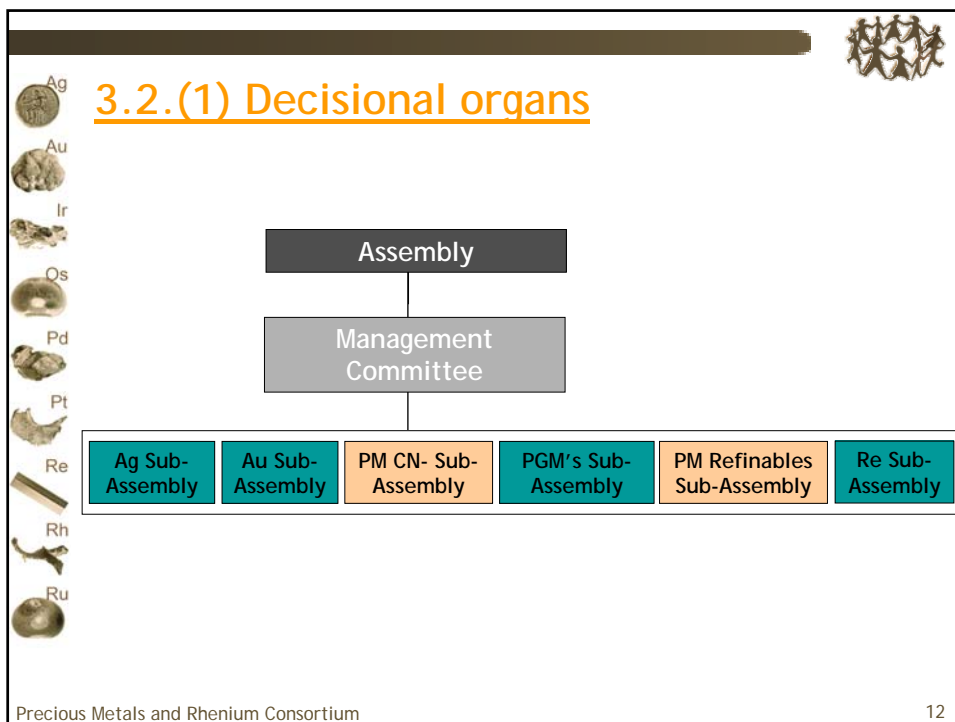 3.2.(1) Decisional organs
Ag
Au
Ir
Os
Pd
Pt
Re
Rh
Ru
Assembly
Management
Committee
Ag Sub-
Assembly
Au Sub-
Assembly
PM CN- Sub-
Assembly
PGM's Sub-
Assembly
PM Refinables
Sub-Assembly
Re Sub-
Assembly
Precious Metals and Rhenium Consortium
12